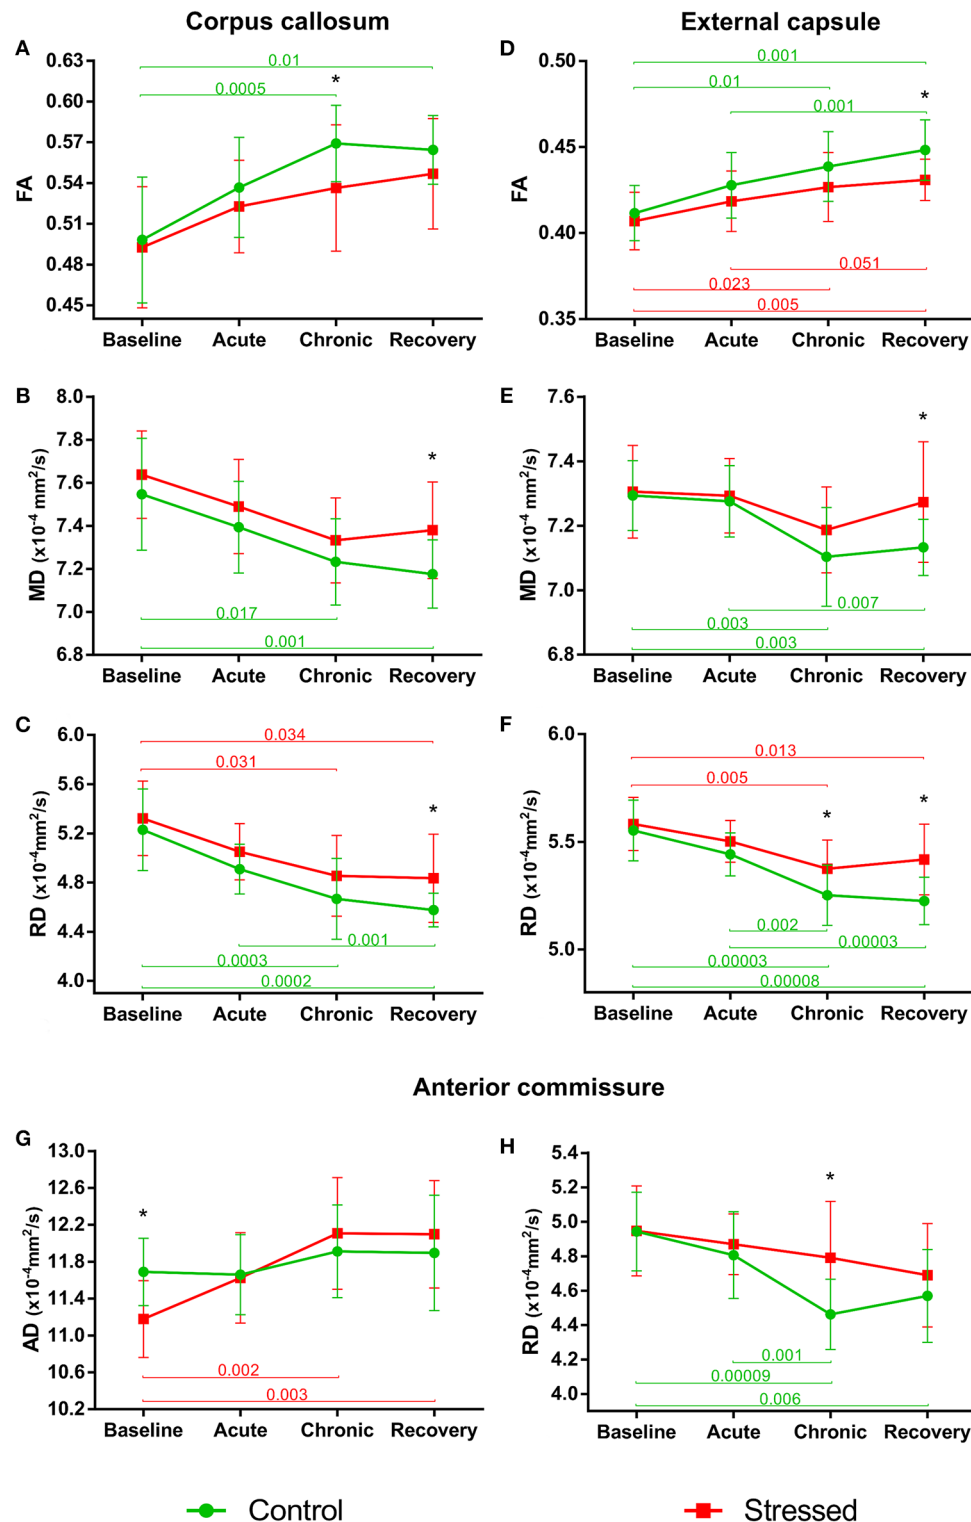 Corpus callosum
External capsule
A
FA
0.63
0.60
0.57
0.54
0.51
0.48
0.45
0.01
0.0005
*
Baseline Acute Chronic Recovery
D
FA
0.50
0.45
0.40
0.35
0.001
0.01
0.001
*
0.051
0.023
0.005
Baseline Acute Chronic Recovery
B
MD (x10-4 mm2/s)
8.0
7.8
7.6
7.4
7.2
7.0
6.8
*
0.017
0.001
Baseline Acute Chronic Recovery
E
MD (x10-4 mm2/s)
7.6
7.4
7.2
7.0
6.8
*
0.007
0.003
0.003
Baseline Acute Chronic Recovery
C
RD (x10-4mm2/s)
6.0
5.6
5.2
4.8
4.4
4.0
0.034
0.031
*
0.001
0.0003
0.0002
Baseline Acute Chronic Recovery
F
RD (x10-4mm2/s)
6.0
5.5
5.0
0.013
0.005
*
*
0.002
0.00003
0.00003
0.00008
Baseline Acute Chronic Recovery
Anterior commissure
G
AD (x10-4mm2/s)
13.0
12.6
12.2
11.8
11.4
11.0
10.6
10.2
*
0.002
0.003
Baseline Acute Chronic Recovery
H
RD (x10-4mm2/s)
5.4
5.2
5.0
4.8
4.6
4.4
4.2
4.0
*
0.001
0.00009
0.006
Baseline Acute Chronic Recovery
Control
Stressed